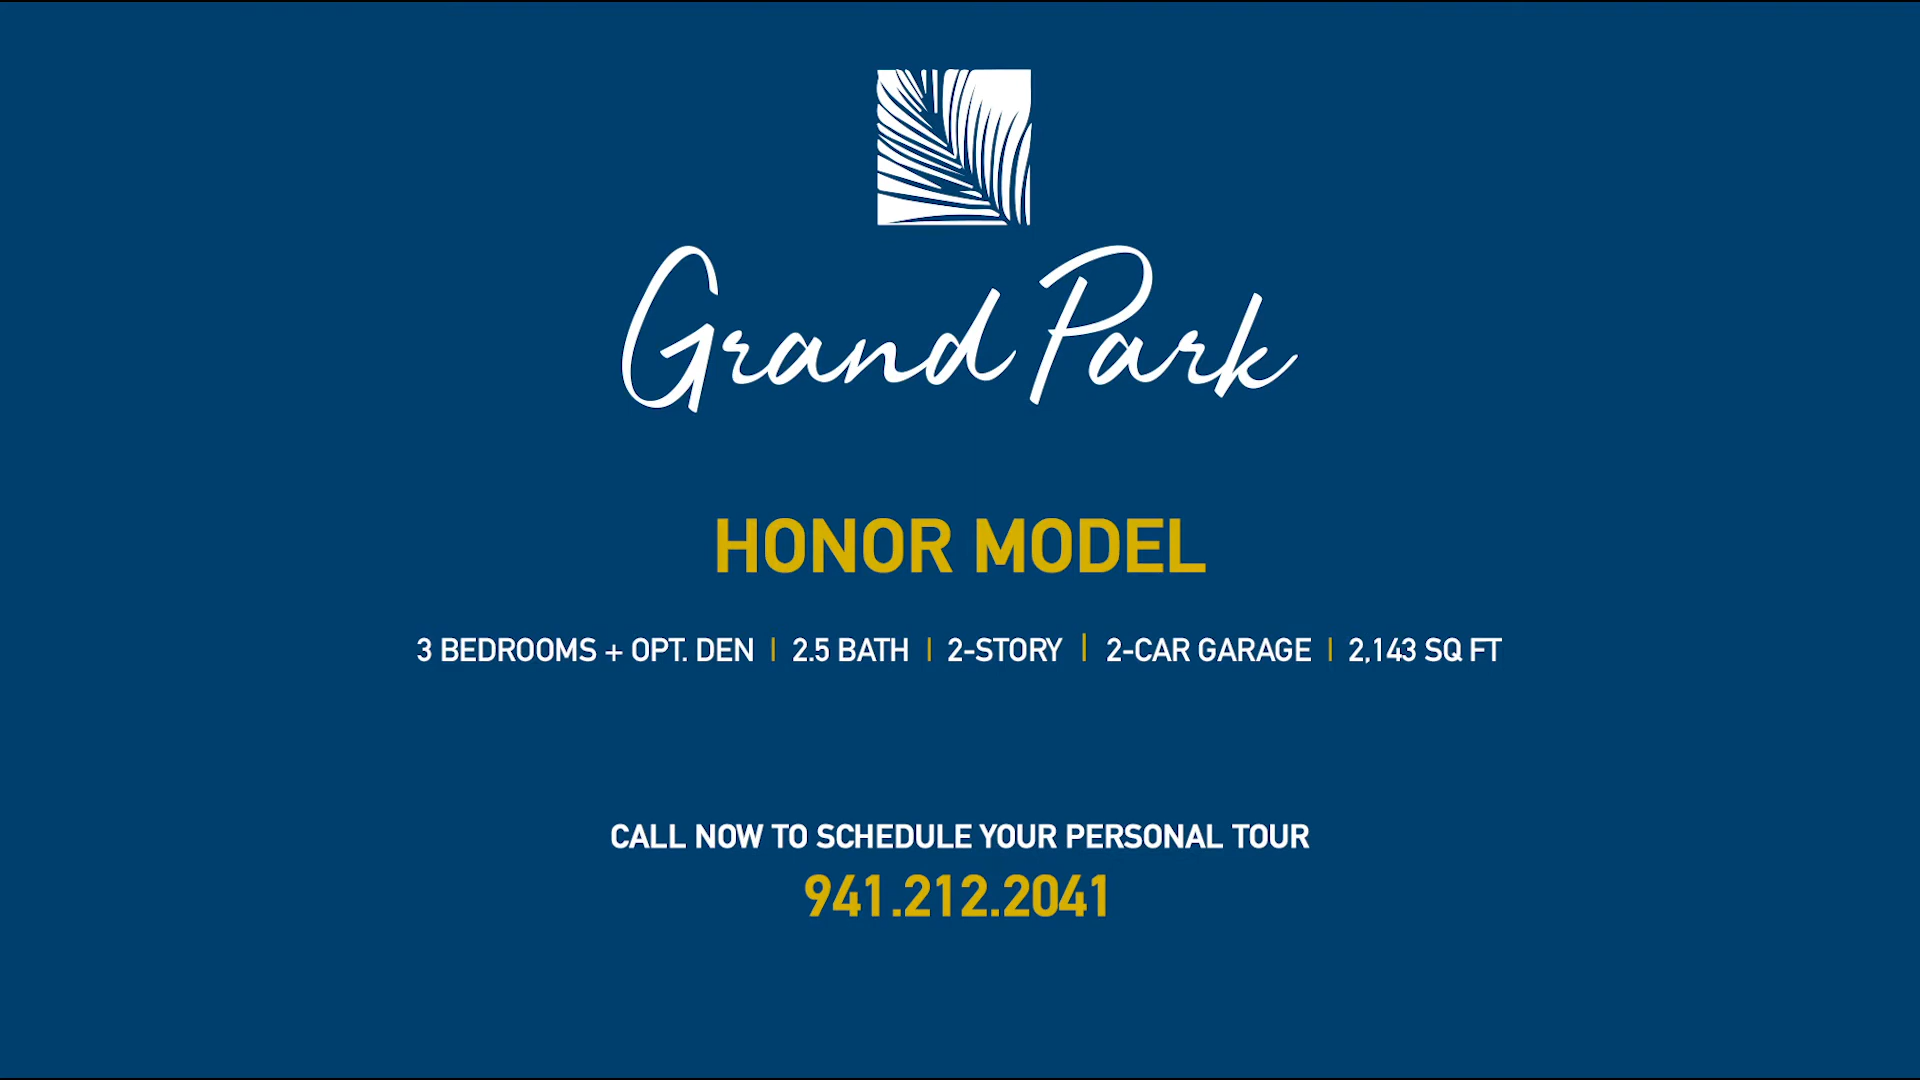 Grand Park
HONOR MODEL
3 BEDROOMS + OPT. DEN | 2.5 BATH | 2-STORY | 2-CAR GARAGE | 2,143 SQ FT
CALL NOW TO SCHEDULE YOUR PERSONAL TOUR
941.212.2041